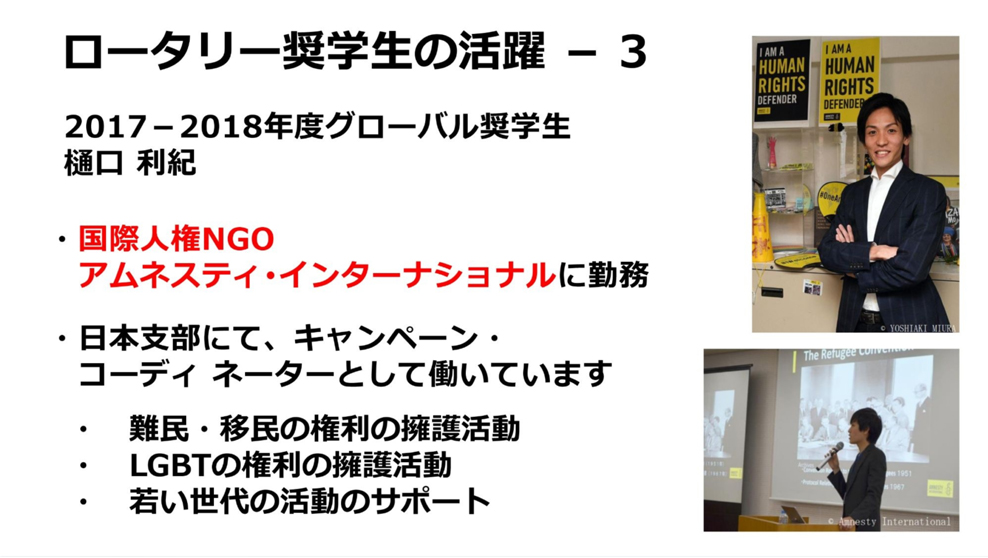 ロータリー奨学生の活躍 － 3
2017－2018年度グローバル奨学生
樋口 利紀
・国際人権NGO
アムネスティ・インターナショナルに勤務
・日本支部にて、キャンペーン・
コーディ ネーターとして働いています
・ 難民・移民の権利の擁護活動
・ LGBTの権利の擁護活動
・ 若い世代の活動のサポート
I AM A
HUMAN
RIGHTS
DEFENDER
I AM A
HUMAN
RIGHTS
DEFENDER
© YOSHIAKI MIURA
The Refugee Convention
1951
1967
© Amnesty International